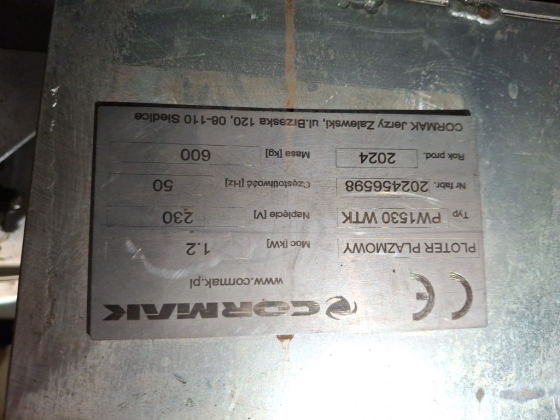 CE CORMAK
www.cormak.pl
PLOTER PLAZMOWY Moc [kW] 1.2
Typ PW1530 WTK Napięcie [V] 230
Nr fabr. 202456598 Częstotliwość [Hz] 50
Rok prod. 2024 Masa [kg] 600
CORMAK Jerzy Zalewski, ul.Brzeska 120, 08-110 Siedlce